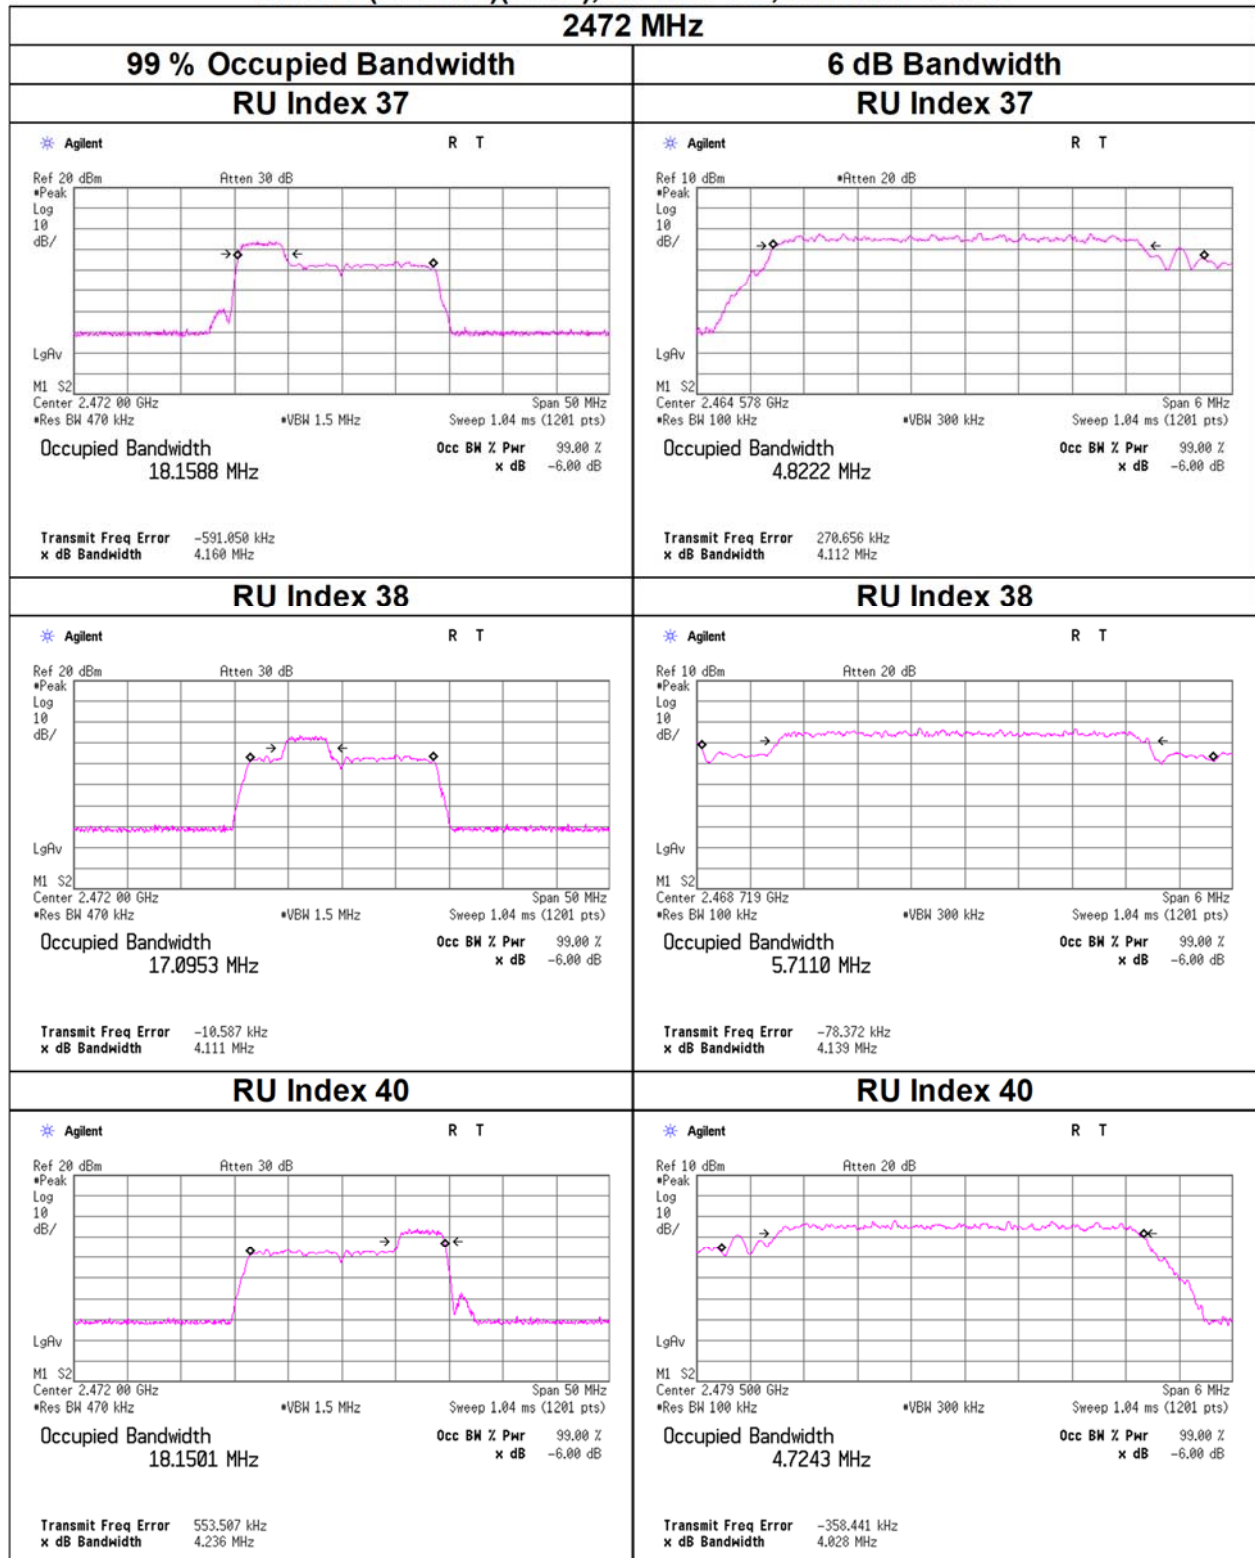 2472 MHz
99 % Occupied Bandwidth
6 dB Bandwidth
RU Index 37
RU Index 37
Agilent
R T
Ref 20 dBm
Atten 30 dB
*Peak
Log
10
dB/
LgAv
M1 S2
Center 2.472 00 GHz
Span 50 MHz
*Res BW 470 kHz
*VBW 1.5 MHz
Sweep 1.04 ms (1201 pts)
Occupied Bandwidth
18.1588 MHz
Occ BW % Pwr 99.00 %
x dB -6.00 dB
Transmit Freq Error -591.050 kHz
x dB Bandwidth 4.160 MHz
Agilent
R T
Ref 10 dBm
*Atten 20 dB
*Peak
Log
10
dB/
LgAv
M1 S2
Center 2.464 578 GHz
Span 6 MHz
*Res BW 100 kHz
*VBW 300 kHz
Sweep 1.04 ms (1201 pts)
Occupied Bandwidth
4.8222 MHz
Occ BW % Pwr 99.00 %
x dB -6.00 dB
Transmit Freq Error 270.656 kHz
x dB Bandwidth 4.112 MHz
RU Index 38
RU Index 38
Agilent
R T
Ref 20 dBm
Atten 30 dB
*Peak
Log
10
dB/
LgAv
M1 S2
Center 2.472 00 GHz
Span 50 MHz
*Res BW 470 kHz
*VBW 1.5 MHz
Sweep 1.04 ms (1201 pts)
Occupied Bandwidth
17.0953 MHz
Occ BW % Pwr 99.00 %
x dB -6.00 dB
Transmit Freq Error -10.587 kHz
x dB Bandwidth 4.111 MHz
Agilent
R T
Ref 10 dBm
Atten 20 dB
*Peak
Log
10
dB/
LgAv
M1 S2
Center 2.468 719 GHz
Span 6 MHz
*Res BW 100 kHz
*VBW 300 kHz
Sweep 1.04 ms (1201 pts)
Occupied Bandwidth
5.7110 MHz
Occ BW % Pwr 99.00 %
x dB -6.00 dB
Transmit Freq Error -78.372 kHz
x dB Bandwidth 4.139 MHz
RU Index 40
RU Index 40
Agilent
R T
Ref 20 dBm
Atten 30 dB
*Peak
Log
10
dB/
LgAv
M1 S2
Center 2.472 00 GHz
Span 50 MHz
*Res BW 470 kHz
*VBW 1.5 MHz
Sweep 1.04 ms (1201 pts)
Occupied Bandwidth
18.1501 MHz
Occ BW % Pwr 99.00 %
x dB -6.00 dB
Transmit Freq Error 553.507 kHz
x dB Bandwidth 4.236 MHz
Agilent
R T
Ref 10 dBm
Atten 20 dB
*Peak
Log
10
dB/
LgAv
M1 S2
Center 2.479 500 GHz
Span 6 MHz
*Res BW 100 kHz
*VBW 300 kHz
Sweep 1.04 ms (1201 pts)
Occupied Bandwidth
4.7243 MHz
Occ BW % Pwr 99.00 %
x dB -6.00 dB
Transmit Freq Error -358.441 kHz
x dB Bandwidth 4.028 MHz